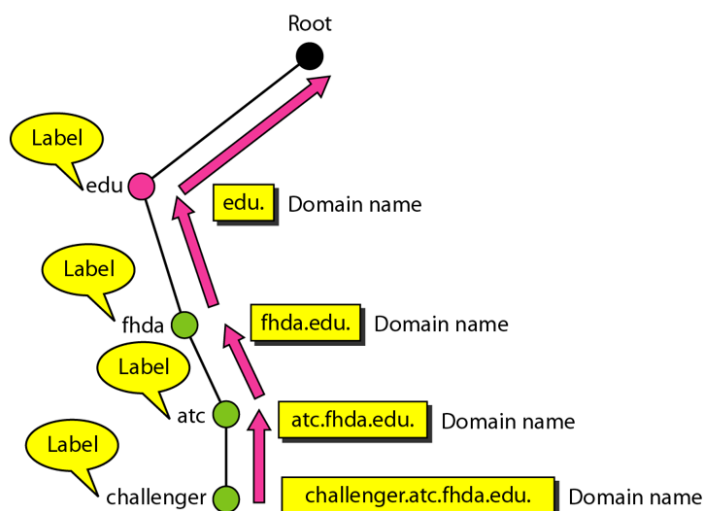 Root
Label
edu
edu. Domain name
Label
fhda
fhda.edu. Domain name
Label
atc
atc.fhda.edu. Domain name
Label
challenger
challenger.atc.fhda.edu. Domain name